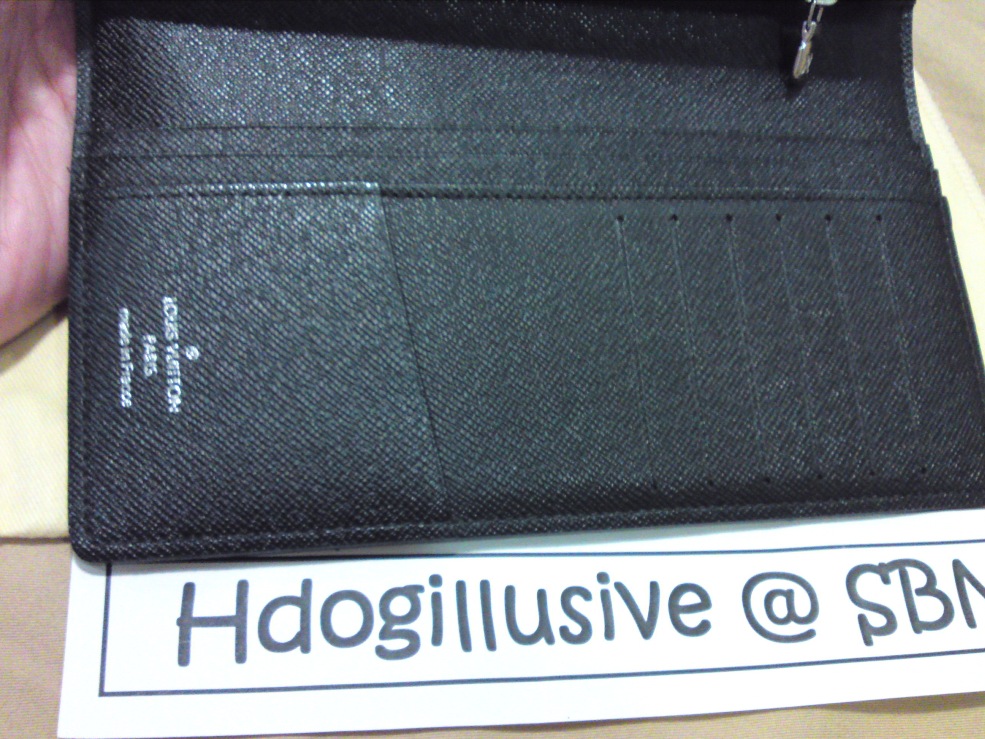 LOUIS VUITTON
PARIS
made in France
Hdogillusive @ SBN